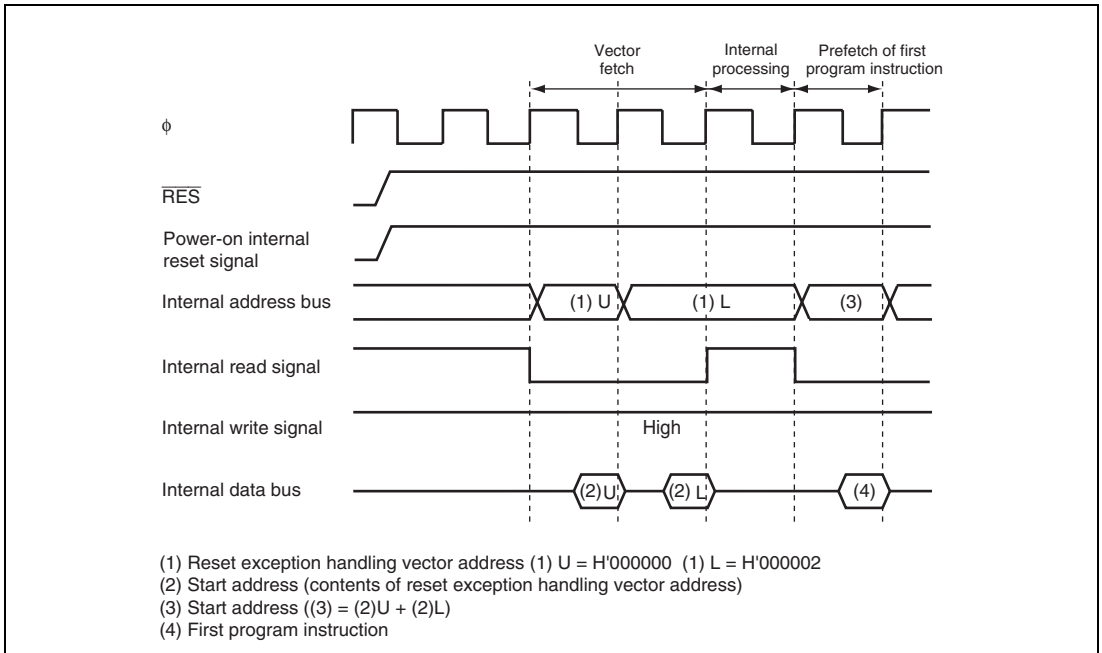 Vector
fetch
Internal
processing
Prefetch of first
program instruction
ϕ
RES
Power-on internal
reset signal
Internal address bus
(1) U
(1) L
(3)
Internal read signal
Internal write signal
High
Internal data bus
(2)U
(2) L
(4)
(1) Reset exception handling vector address (1) U = H'000000 (1) L = H'000002
(2) Start address (contents of reset exception handling vector address)
(3) Start address ((3) = (2)U + (2)L)
(4) First program instruction